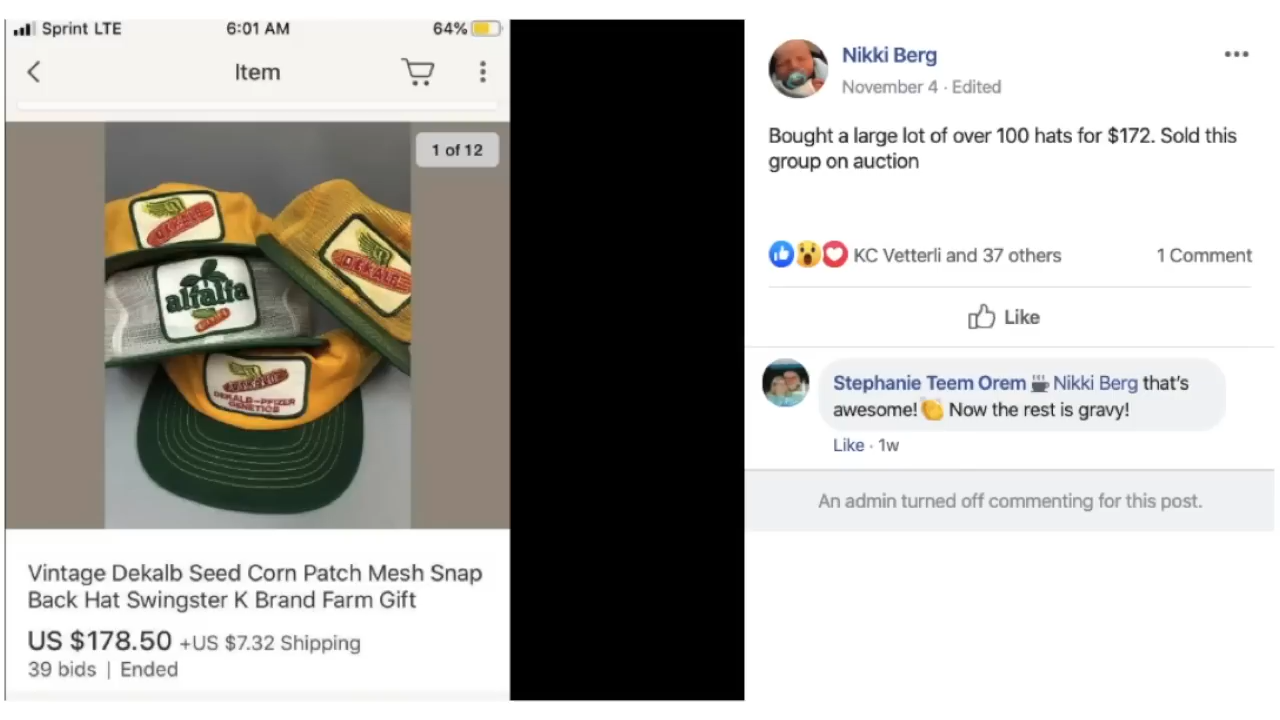 Sprint LTE 6:01 AM 64%
Item
1 of 12
DEKALB
DEKALB
alfalfa
DEKALB-PFIZER
GENETICS
Vintage Dekalb Seed Corn Patch Mesh Snap
Back Hat Swingster K Brand Farm Gift
US $178.50 +US $7.32 Shipping
39 bids | Ended
Nikki Berg
November 4 · Edited
Bought a large lot of over 100 hats for $172. Sold this
group on auction
KC Vetterli and 37 others 1 Comment
Like
Stephanie Teem Orem ☕ Nikki Berg that's
awesome!👏 Now the rest is gravy!
Like · 1w
An admin turned off commenting for this post.